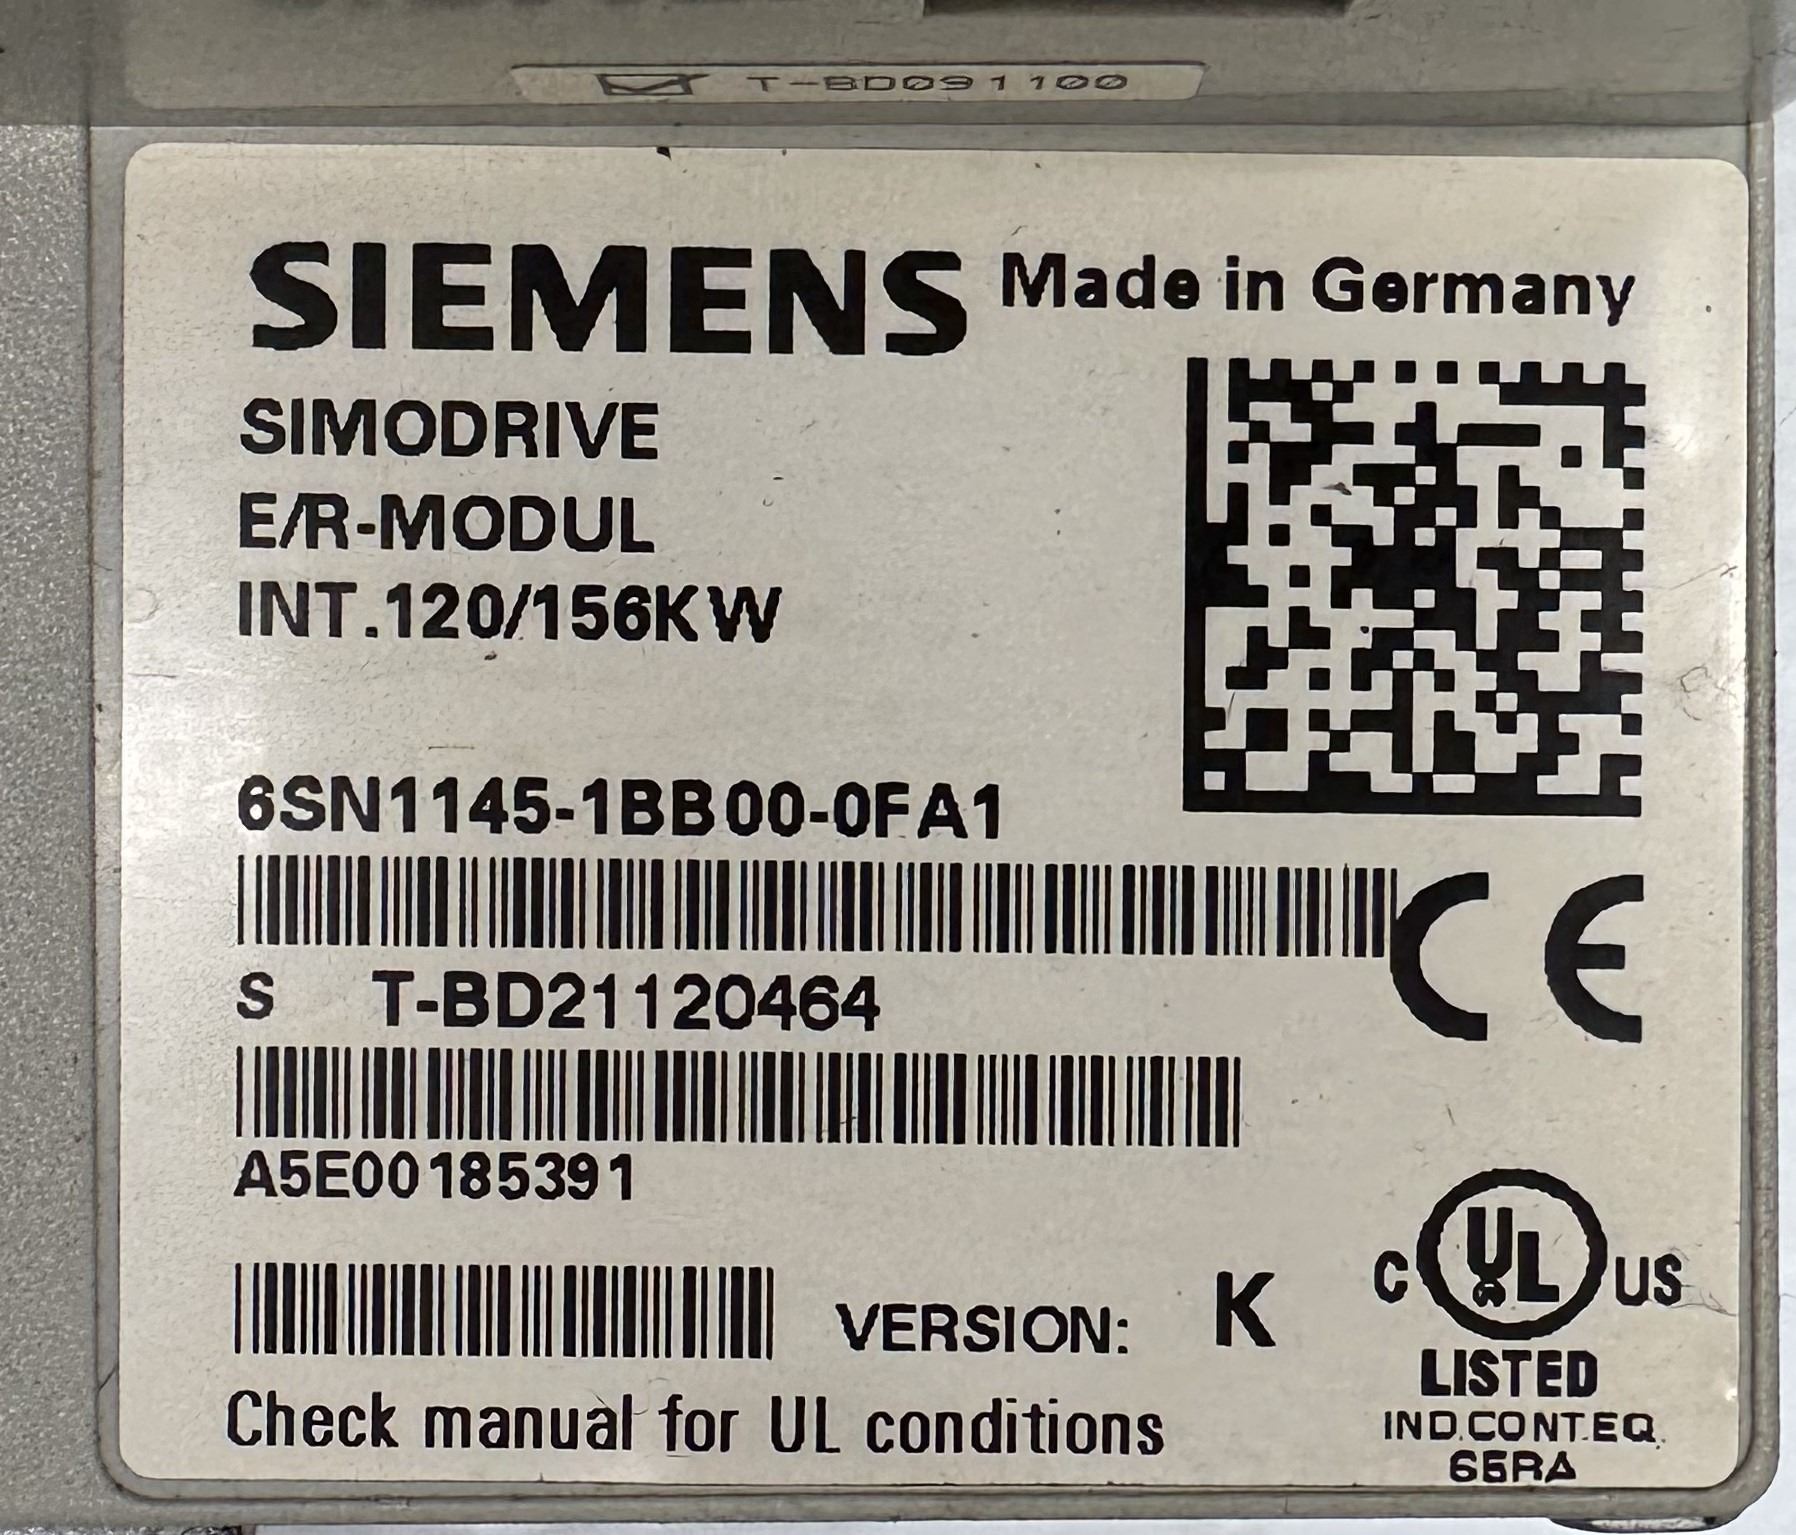 T-BD091100
SIEMENS Made in Germany
SIMODRIVE
E/R-MODUL
INT.120/156KW
6SN1145-1BB00-0FA1
CE
S T-BD21120464
A5E00185391
VERSION: K
C UL US
LISTED
IND.CONT.EQ.
65RA
Check manual for UL conditions